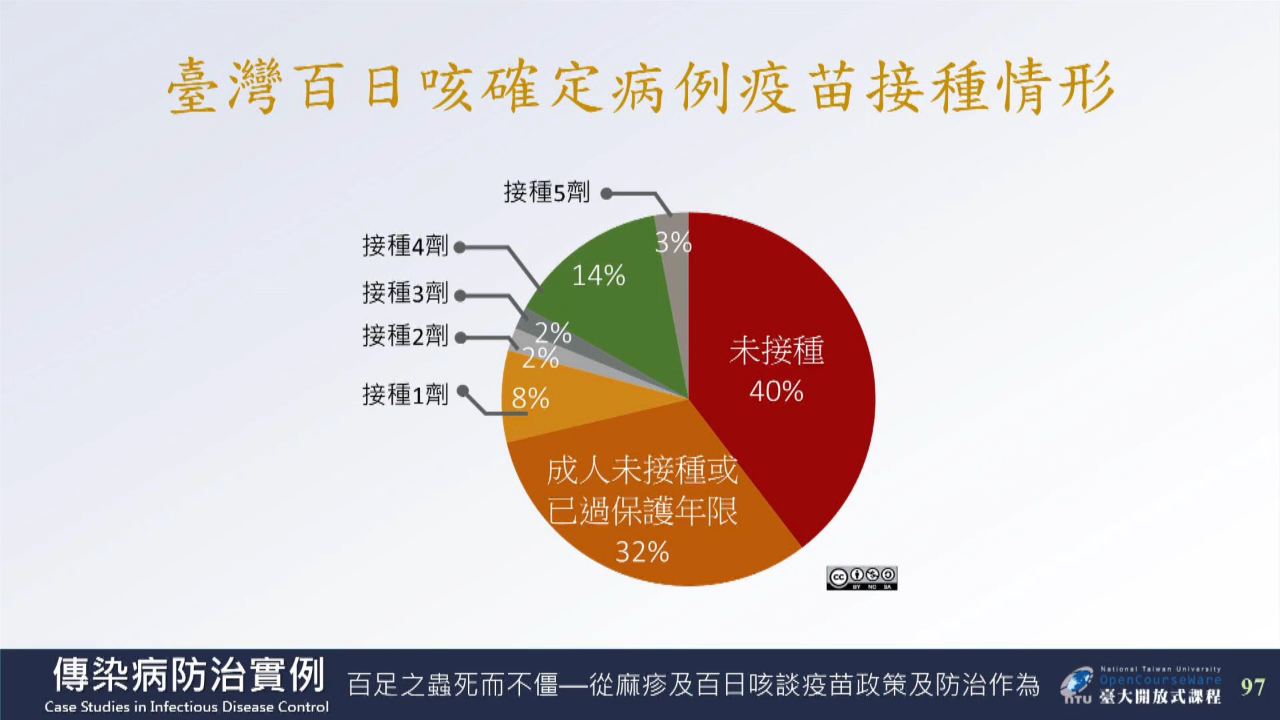 臺灣百日咳確定病例疫苗接種情形
接種5劑
3%
接種4劑
14%
接種3劑
2%
接種2劑
2%
接種1劑
8%
未接種
40%
成人未接種或
已過保護年限
32%
cc
BY NC SA
傳染病防治實例
Case Studies in Infectious Disease Control
百足之蟲死而不僵—從麻疹及百日咳談疫苗政策及防治作為
NTU
National Taiwan University
OpenCourseWare
臺大開放式課程
97